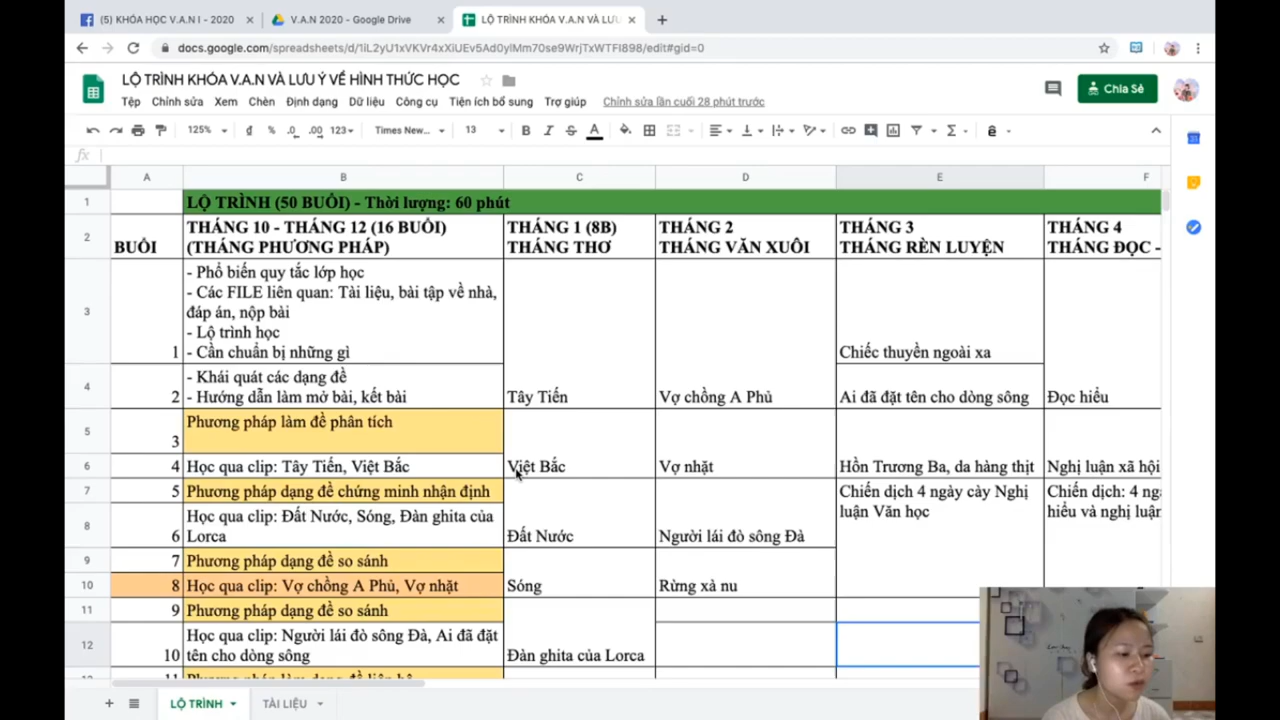 (5) KHÓA HỌC V.A.N I - 2020
V.A.N 2020 - Google Drive
LỘ TRÌNH KHÓA V.A.N VÀ LƯU
docs.google.com/spreadsheets/d/1iL2yU1xVKVr4xXiUEv5Ad0ylMm70se9WrjTxWTFI898/edit#gid=0
LỘ TRÌNH KHÓA V.A.N VÀ LƯU Ý VỀ HÌNH THỨC HỌC
Chia Sẻ
Tệp Chỉnh sửa Xem Chèn Định dạng Dữ liệu Công cụ Tiện ích bổ sung Trợ giúp Chỉnh sửa lần cuối 28 phút trước
125% ₫ % .0 .00 123 Times New... 13 B I S A
fx
A B C D E F
1 LỘ TRÌNH (50 BUỔI) - Thời lượng: 60 phút
2 BUỔI
THÁNG 10 - THÁNG 12 (16 BUỔI)
(THÁNG PHƯƠNG PHÁP)
THÁNG 1 (8B)
THÁNG THƠ
THÁNG 2
THÁNG VĂN XUÔI
THÁNG 3
THÁNG RÈN LUYỆN
THÁNG 4
THÁNG ĐỌC -
3 1
- Phổ biến quy tắc lớp học
- Các FILE liên quan: Tài liệu, bài tập về nhà,
đáp án, nộp bài
- Lộ trình học
- Cần chuẩn bị những gì
Chiếc thuyền ngoài xa
4 2
- Khái quát các dạng đề
- Hướng dẫn làm mở bài, kết bài
Tây Tiến
Vợ chồng A Phủ
Ai đã đặt tên cho dòng sông
Đọc hiểu
5 3
Phương pháp làm đề phân tích
6 4 Học qua clip: Tây Tiến, Việt Bắc
Việt Bắc
Vợ nhặt
Hồn Trương Ba, da hàng thịt
Nghị luận xã hội
7 5 Phương pháp dạng đề chứng minh nhận định
Chiến dịch 4 ngày cày Nghị
luận Văn học
Chiến dịch: 4 ngà
hiểu và nghị luận
8 6
Học qua clip: Đất Nước, Sóng, Đàn ghita của
Lorca
Đất Nước
Người lái đò sông Đà
9 7 Phương pháp dạng đề so sánh
10 8 Học qua clip: Vợ chồng A Phủ, Vợ nhặt
Sóng
Rừng xà nu
11 9 Phương pháp dạng đề so sánh
12 10
Học qua clip: Người lái đò sông Đà, Ai đã đặt
tên cho dòng sông
Đàn ghita của Lorca
LỘ TRÌNH
TÀI LIỆU